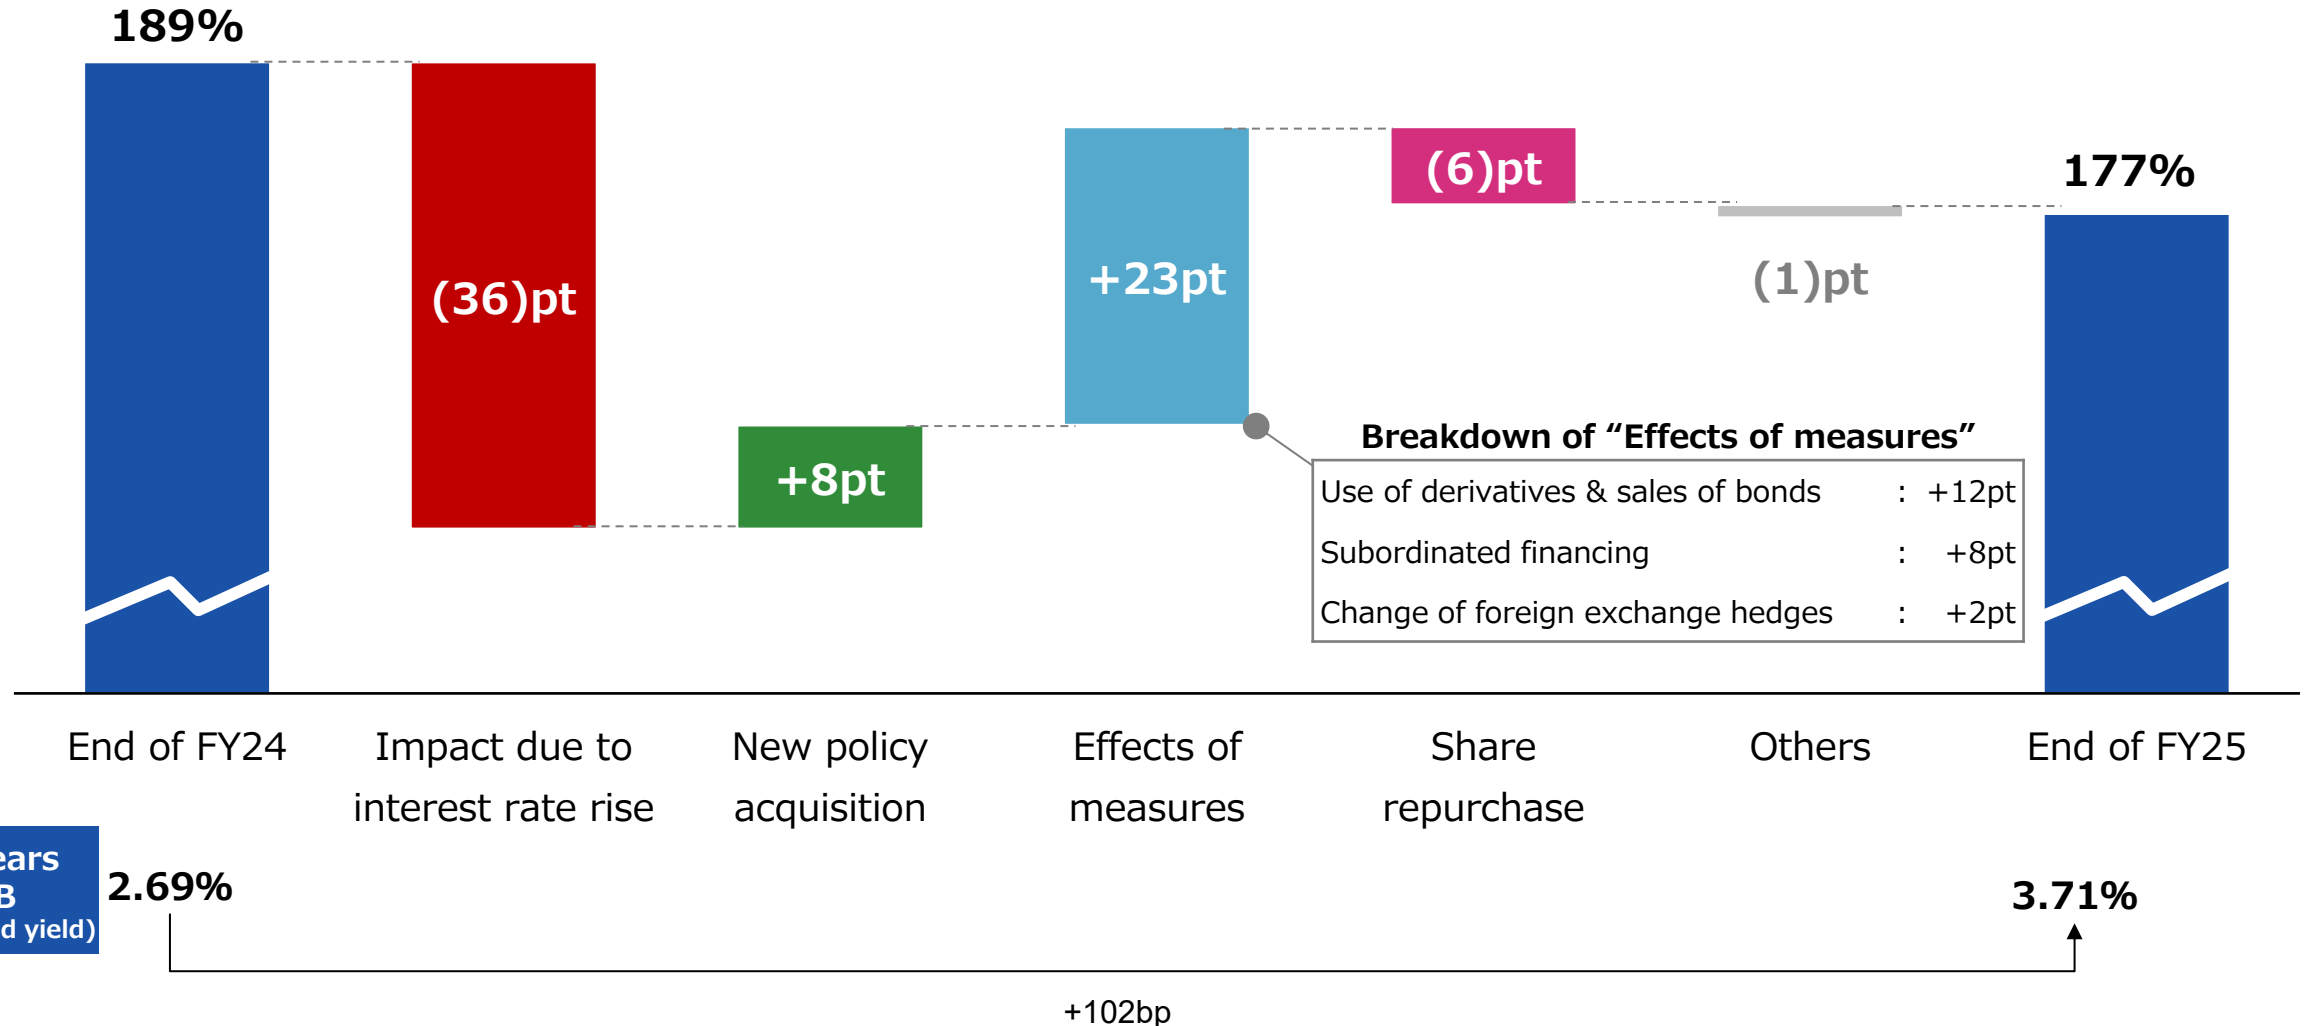 189%
177%
(36)pt
+8pt
+23pt
(6)pt
(1)pt
Breakdown of “Effects of measures”
Use of derivatives & sales of bonds : +12pt
Subordinated financing : +8pt
Change of foreign exchange hedges : +2pt
End of FY24
Impact due to
interest rate rise
New policy
acquisition
Effects of
measures
Share
repurchase
Others
End of FY25
yield)
2.69%
3.71%
+102bp